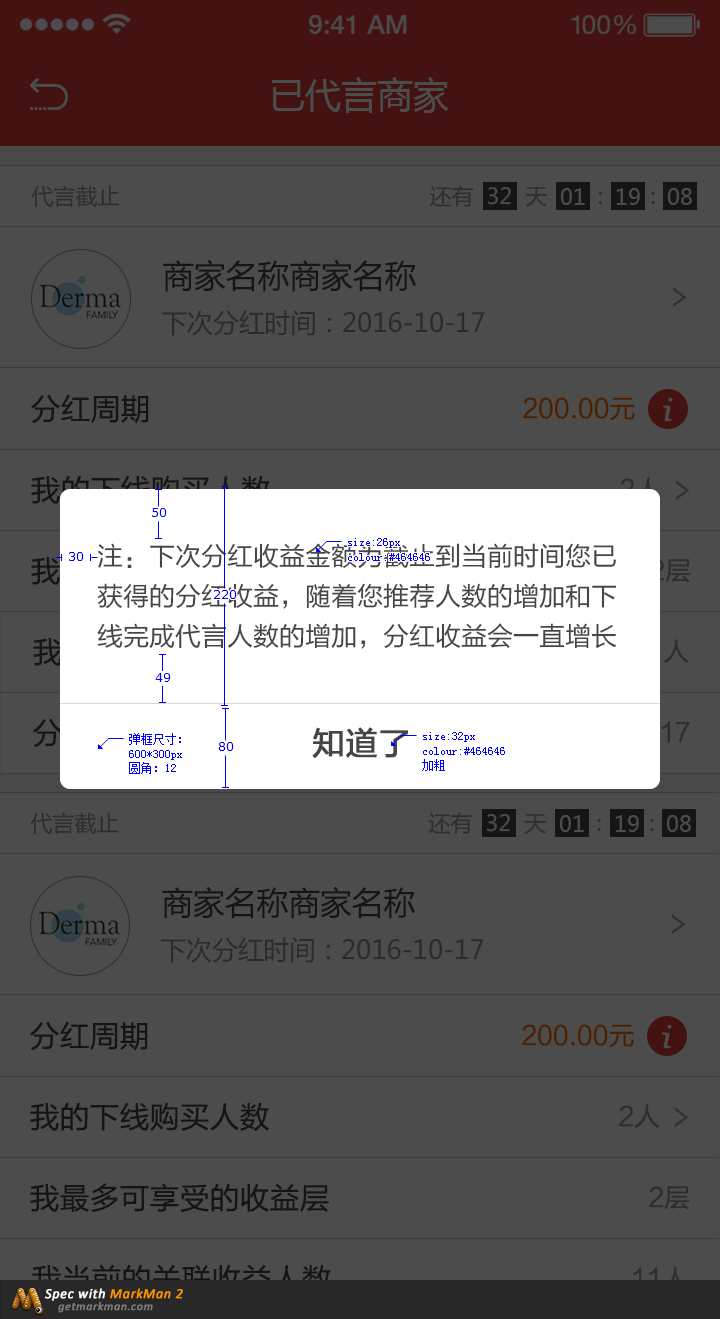 9:41 AM 100%
已代言商家
代言截止 还有 32 天 01 : 19 : 08
Derma
FAMILY
商家名称商家名称
下次分红时间：2016-10-17
分红周期 200.00元 i
我的下线购买人数 2人
50
size:26px
colour:#464646
30
注：下次分红收益金额为截止到当前时间您已
获得的分红收益，随着您推荐人数的增加和下
220
线完成代言人数的增加，分红收益会一直增长
49
我 2层
我 人
分 17
弹框尺寸：
600*300px
圆角：12
80
知道了
size:32px
colour:#464646
加粗
代言截止 还有 32 天 01 : 19 : 08
Derma
FAMILY
商家名称商家名称
下次分红时间：2016-10-17
分红周期 200.00元 i
我的下线购买人数 2人
我最多可享受的收益层 2层
我当前的关联收益人数 11人
Spec with MarkMan 2
getmarkman.com